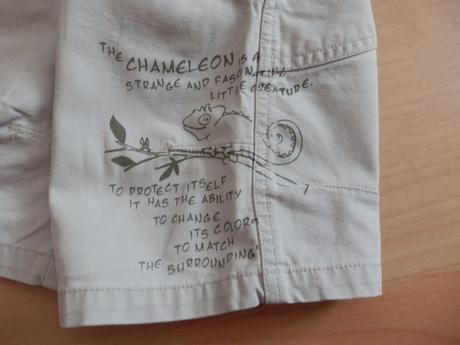 THE CHAMELEON IS A
STRANGE AND FASCINATING
LITTLE CREATURE.
TO PROTECT ITSELF
IT HAS THE ABILITY
TO CHANGE
ITS COLOR
TO MATCH
THE SURROUNDING